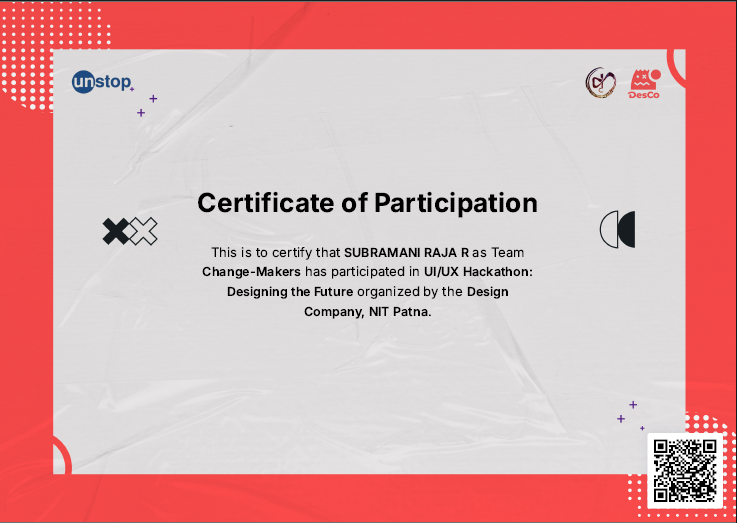 unstop
DesCo
Certificate of Participation
This is to certify that SUBRAMANI RAJA R as Team
Change-Makers has participated in UI/UX Hackathon:
Designing the Future organized by the Design
Company, NIT Patna.